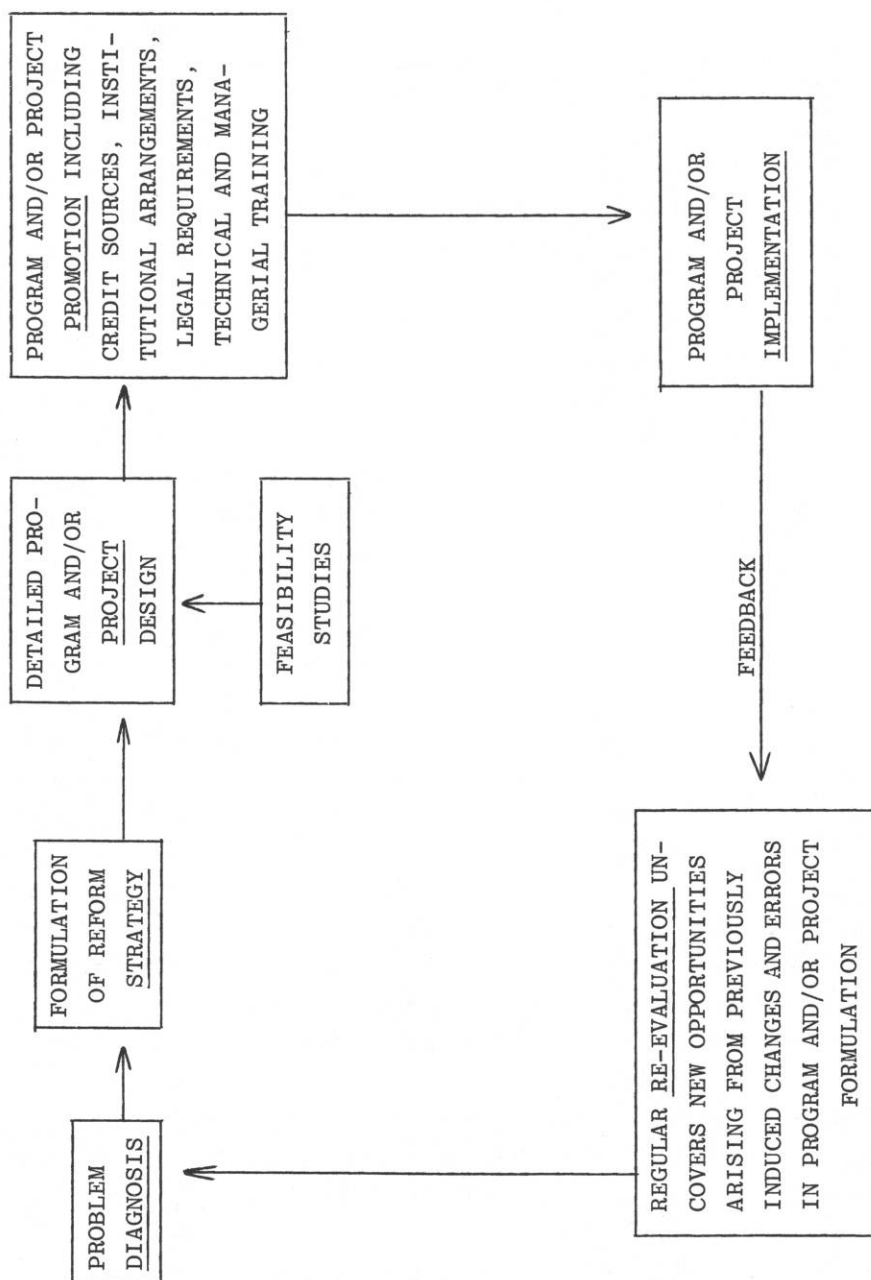 PROBLEM
DIAGNOSIS
FORMULATION
OF REFORM
STRATEGY
DETAILED PRO-
GRAM AND/OR
PROJECT
DESIGN
FEASIBILITY
STUDIES
PROGRAM AND/OR PROJECT
PROMOTION INCLUDING
CREDIT SOURCES, INSTI-
TUTIONAL ARRANGEMENTS,
LEGAL REQUIREMENTS,
TECHNICAL AND MANA-
GERIAL TRAINING
PROGRAM AND/OR
PROJECT
IMPLEMENTATION
FEEDBACK
REGULAR RE-EVALUATION UN-
COVERS NEW OPPORTUNITIES
ARISING FROM PREVIOUSLY
INDUCED CHANGES AND ERRORS
IN PROGRAM AND/OR PROJECT
FORMULATION